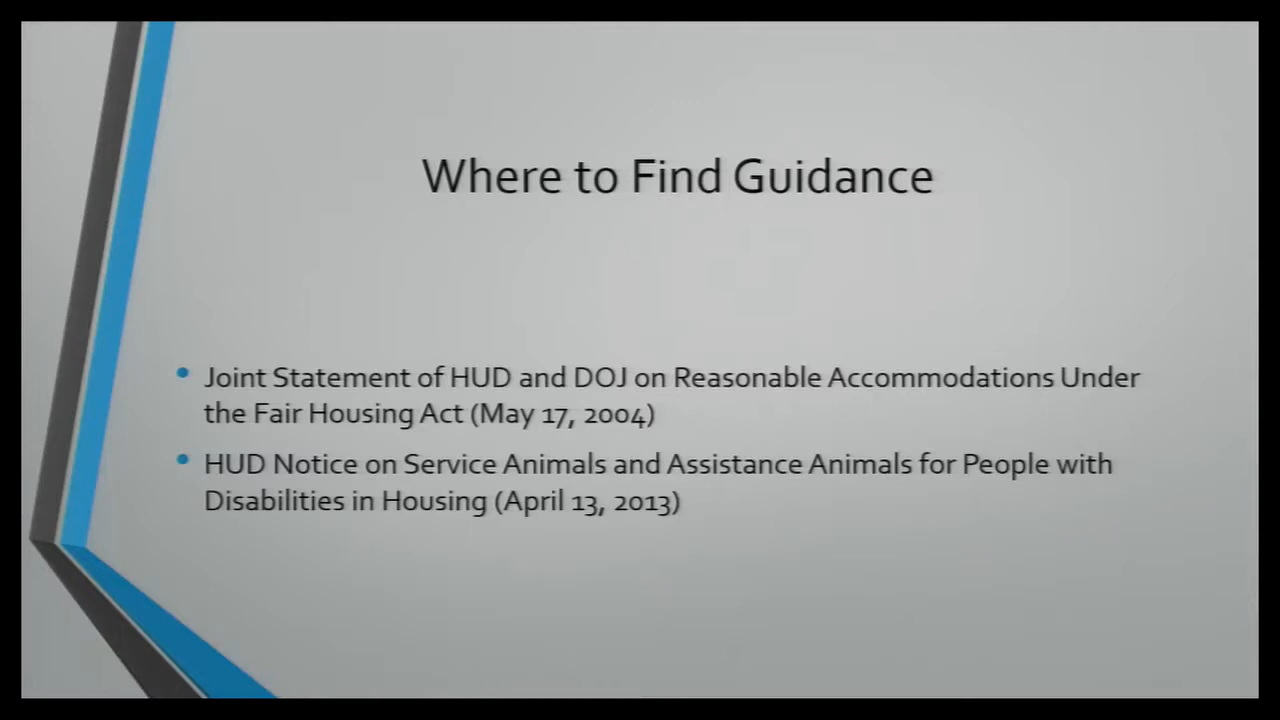 Where to Find Guidance
• Joint Statement of HUD and DOJ on Reasonable Accommodations Under
the Fair Housing Act (May 17, 2004)
• HUD Notice on Service Animals and Assistance Animals for People with
Disabilities in Housing (April 13, 2013)